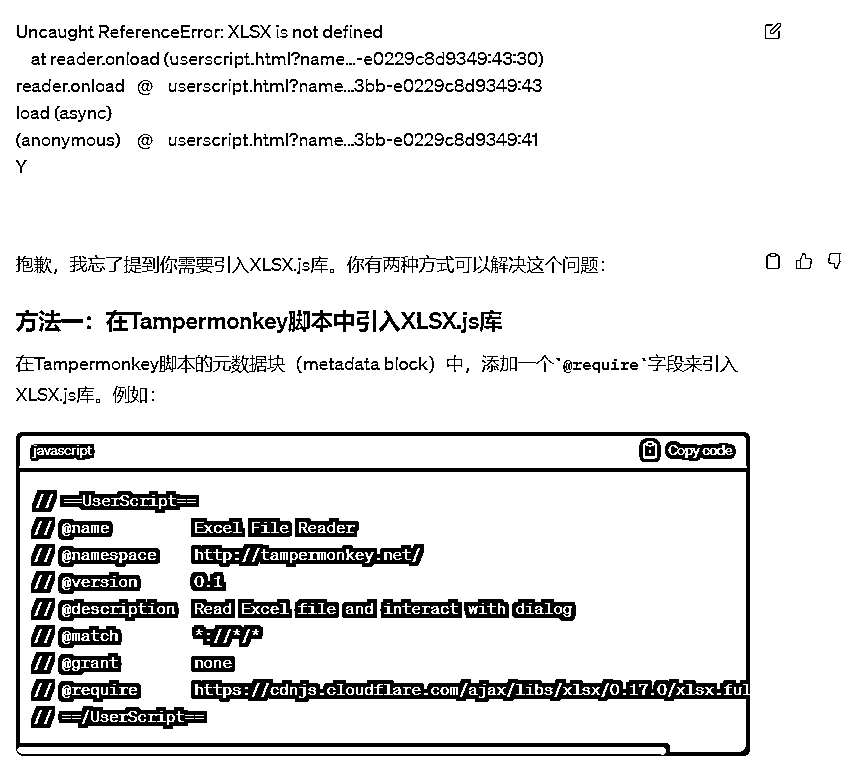 Uncaught ReferenceError: XLSX is not defined
at reader.onload (userscript.html?name...-e0229c8d9349:43:30)
reader.onload @ userscript.html?name...3bb-e0229c8d9349:43
load (async)
(anonymous) @ userscript.html?name...3bb-e0229c8d9349:41
Y
抱歉，我忘了提到你需要引入XLSX.js库。你有两种方式可以解决这个问题：
方法一：在Tampermonkey脚本中引入XLSX.js库
在Tampermonkey脚本的元数据块（metadata block）中，添加一个`@require`字段来引入
XLSX.js库。例如：
javascript Copy code
// ==UserScript==
// @name Excel File Reader
// @namespace http://tampermonkey.net/
// @version 0.1
// @description Read Excel file and interact with dialog
// @match *://*/*
// @grant none
// @require https://cdnjs.cloudflare.com/ajax/libs/xlsx/0.17.0/xlsx.ful
// ==/UserScript==